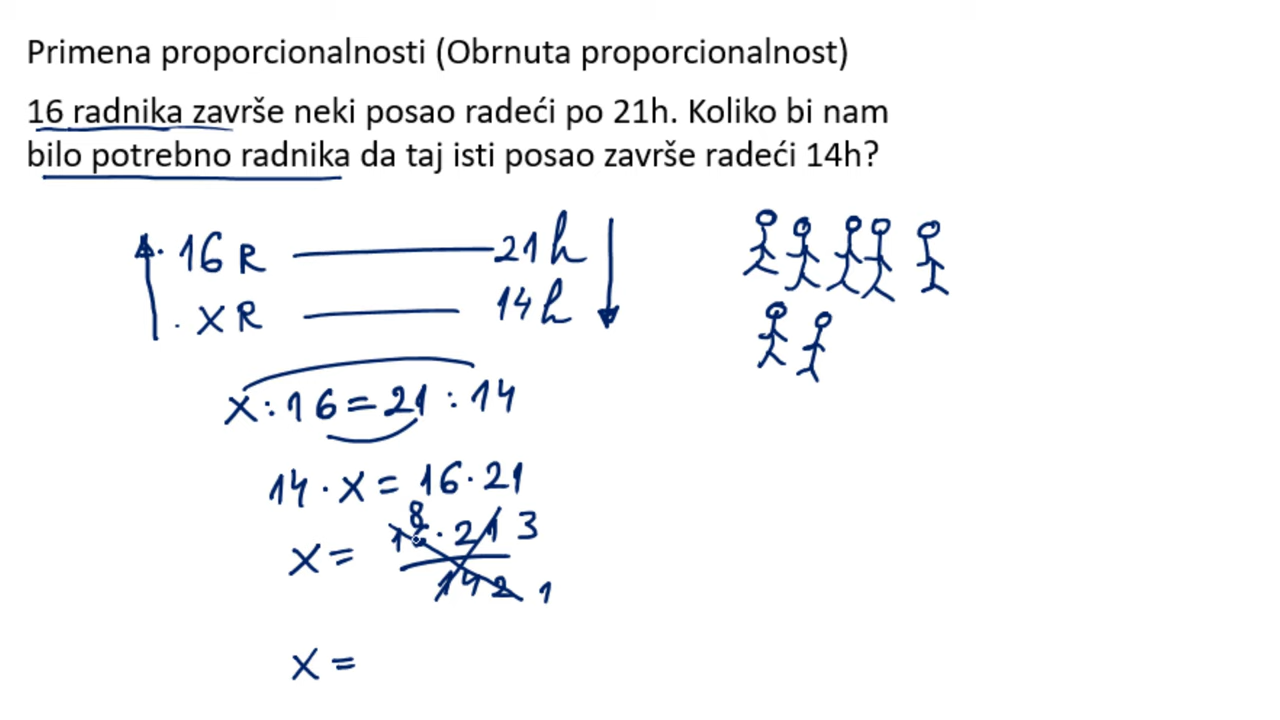 Primena proporcionalnosti (Obrnuta proporcionalnost)
16 radnika završe neki posao radeći po 21h. Koliko bi nam
bilo potrebno radnika da taj isti posao završe radeći 14h?
· 16 R 21h
· x R 14h
x : 16 = 21 : 14
14 · x = 16 · 21
8
x = 16 · 21 3
14 2 1
x =